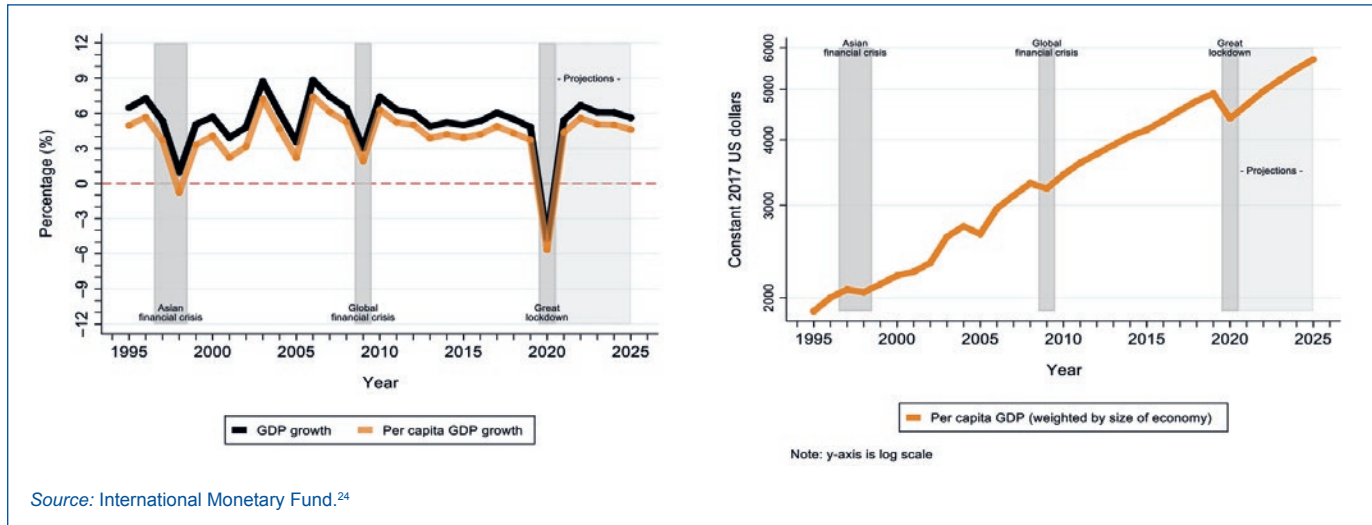 12
9
6
3
0
−3
−6
−9
−12
Percentage (%)
Asian
financial crisis
Global
financial crisis
Great
lockdown
- Projections -
1995
2000
2005
2010
2015
2020
2025
Year
GDP growth
Per capita GDP growth
6000
5000
4000
3000
2000
Constant 2017 US dollars
Asian
financial crisis
Global
financial crisis
Great
lockdown
- Projections -
1995
2000
2005
2010
2015
2020
2025
Year
Per capita GDP (weighted by size of economy)
Note: y-axis is log scale
Source: International Monetary Fund.24